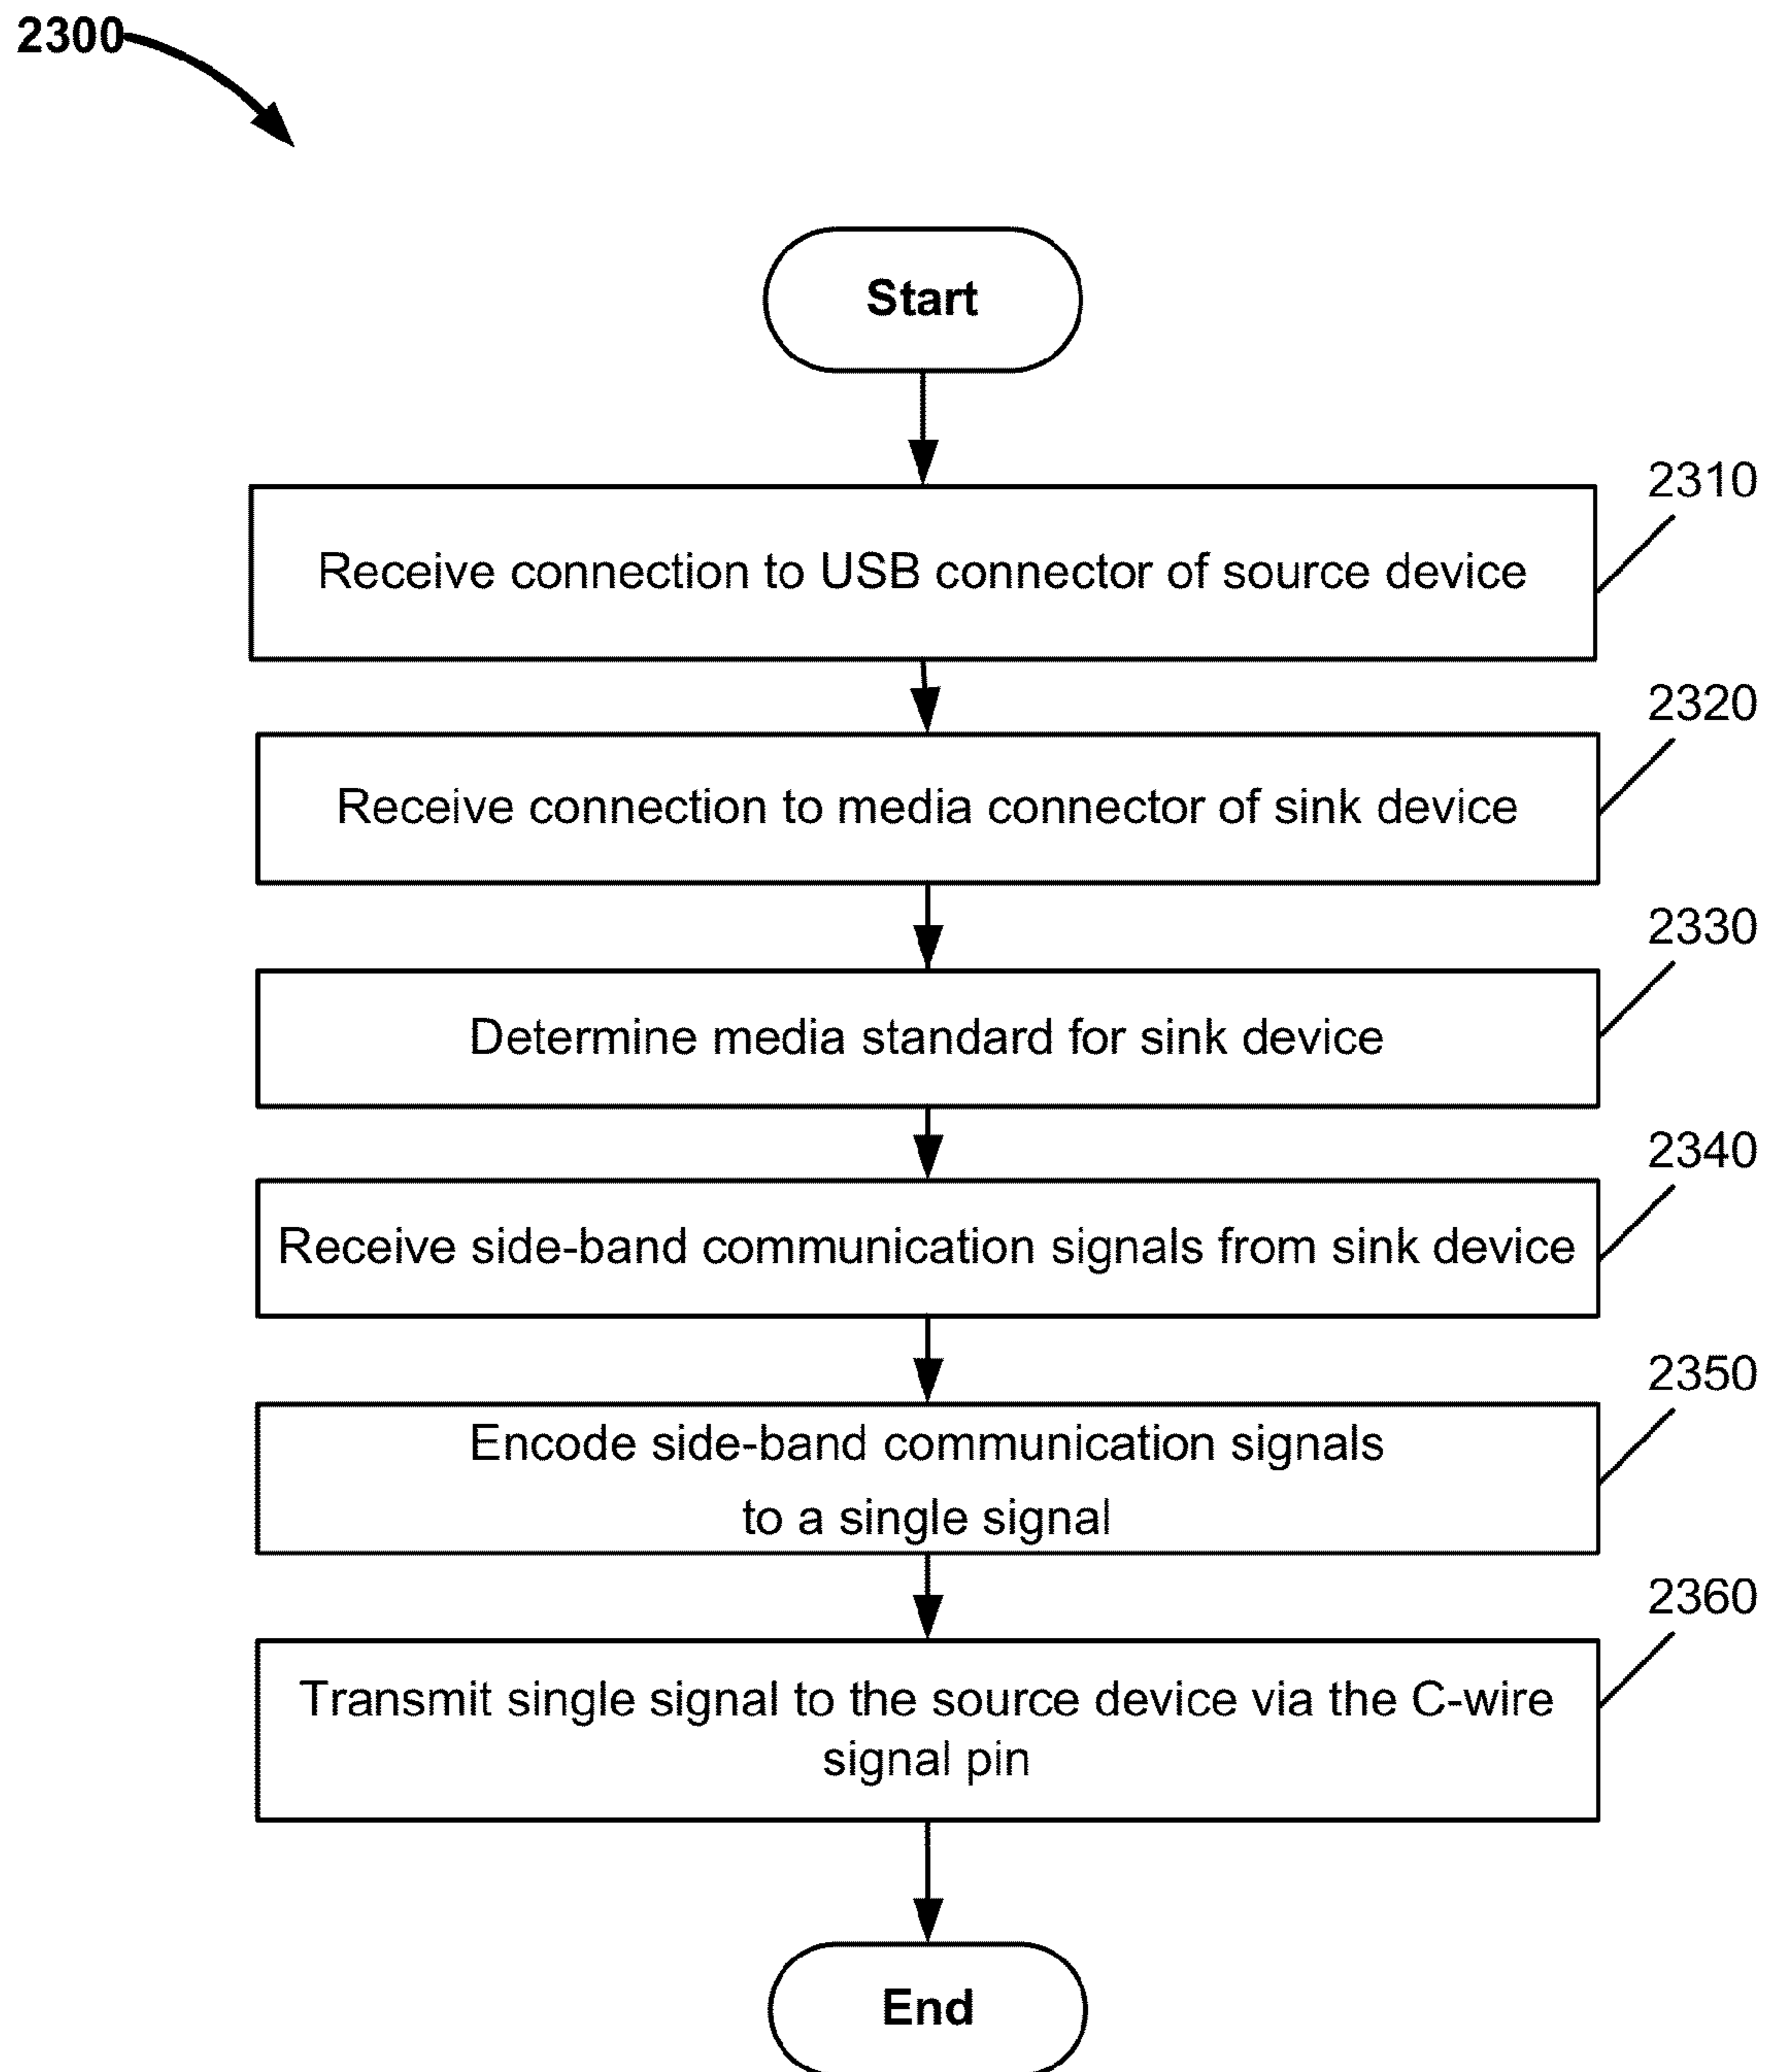 2300
Start
2310
Receive connection to USB connector of source device
2320
Receive connection to media connector of sink device
2330
Determine media standard for sink device
2340
Receive side-band communication signals from sink device
2350
Encode side-band communication signals
to a single signal
2360
Transmit single signal to the source device via the C-wire
signal pin
End